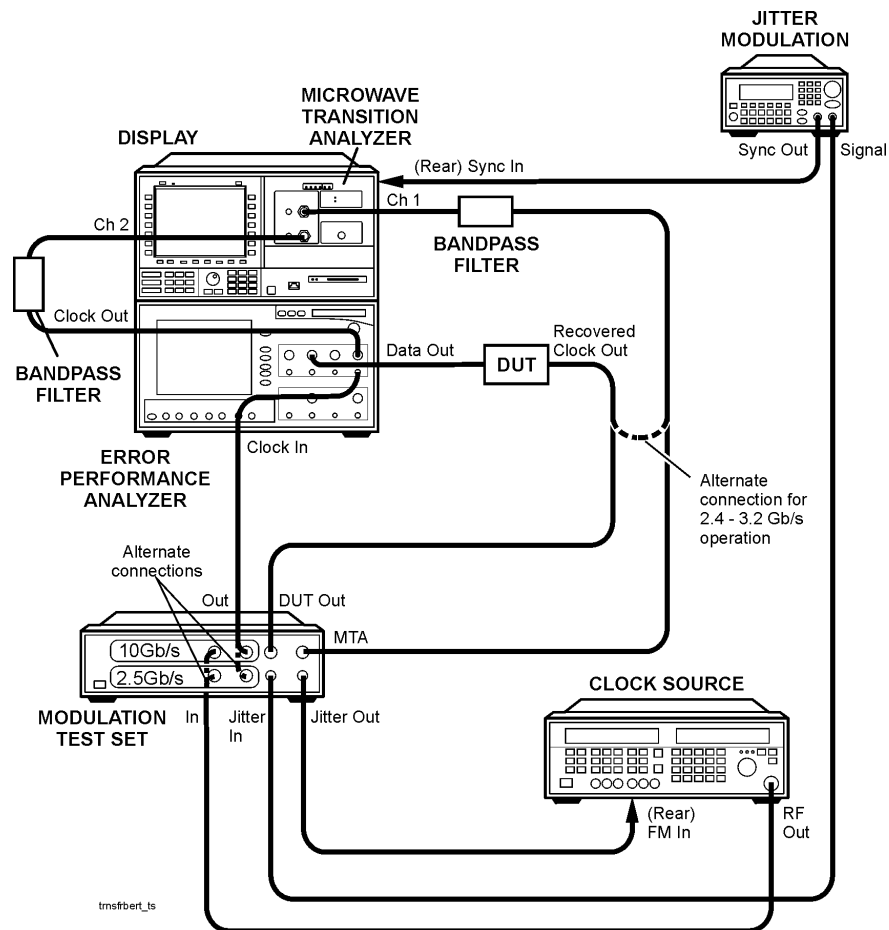 JITTER
MODULATION
MICROWAVE
TRANSITION
ANALYZER
DISPLAY
Sync Out
Signal
(Rear) Sync In
Ch 1
Ch 2
BANDPASS
FILTER
Clock Out
Data Out
DUT
Recovered
Clock Out
BANDPASS
FILTER
Clock In
ERROR
PERFORMANCE
ANALYZER
Alternate
connection for
2.4 - 3.2 Gb/s
operation
Alternate
connections
Out
DUT Out
MTA
10Gb/s
2.5Gb/s
In
Jitter
In
Jitter Out
MODULATION
TEST SET
CLOCK SOURCE
(Rear)
FM In
RF
Out
trnsfrbert_ts